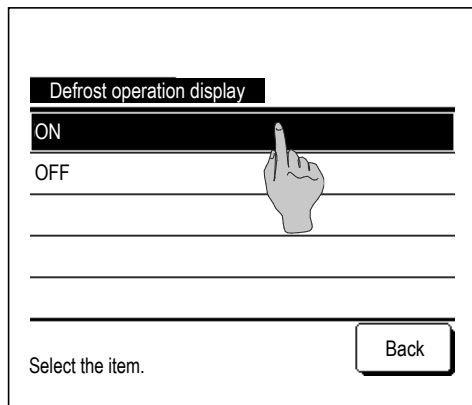 Defrost operation display
ON
OFF
Select the item.
Back